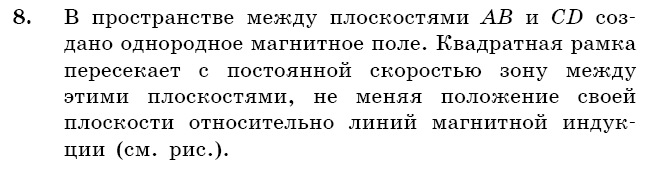 8. В пространстве между плоскостями AB и CD соз-
дано однородное магнитное поле. Квадратная рамка
пересекает с постоянной скоростью зону между
этими плоскостями, не меняя положение своей
плоскости относительно линий магнитной индук-
ции (см. рис.).